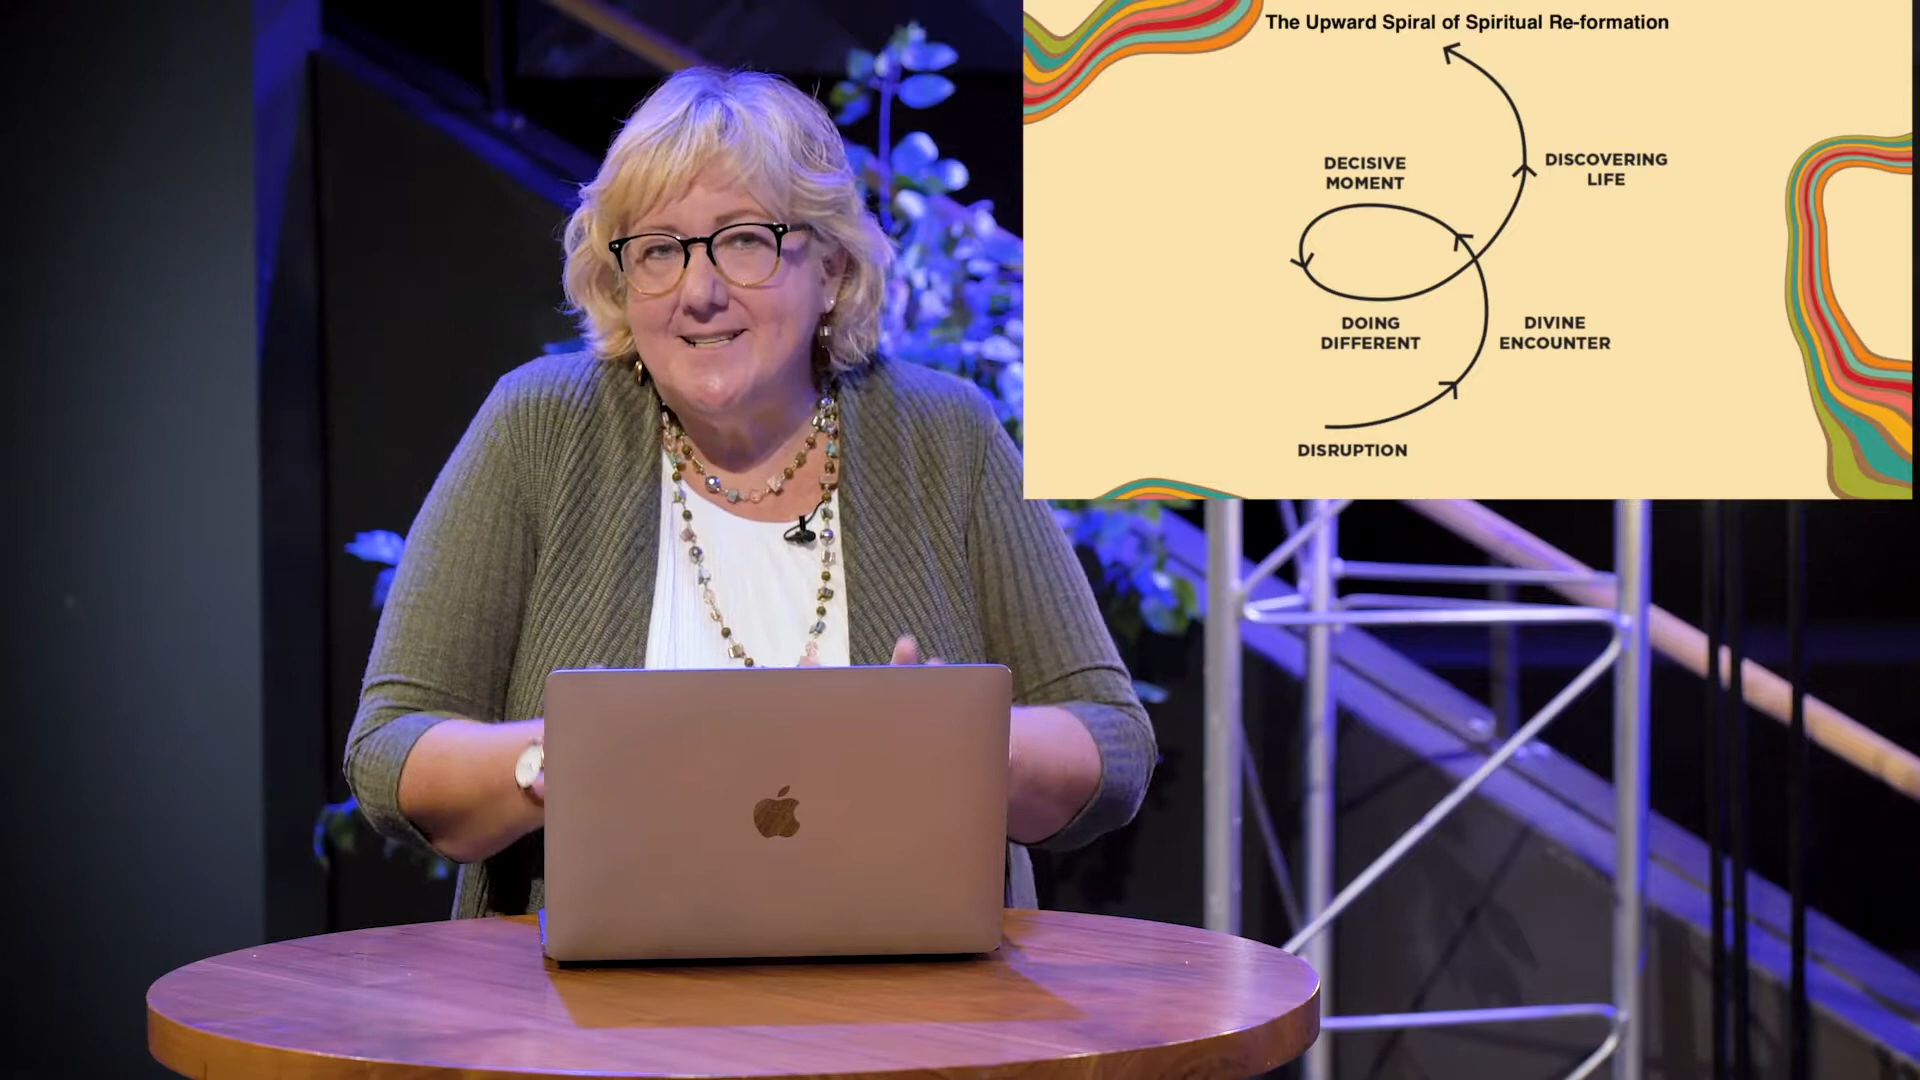 The Upward Spiral of Spiritual Re-formation
DECISIVE
MOMENT
DISCOVERING
LIFE
DOING
DIFFERENT
DIVINE
ENCOUNTER
DISRUPTION